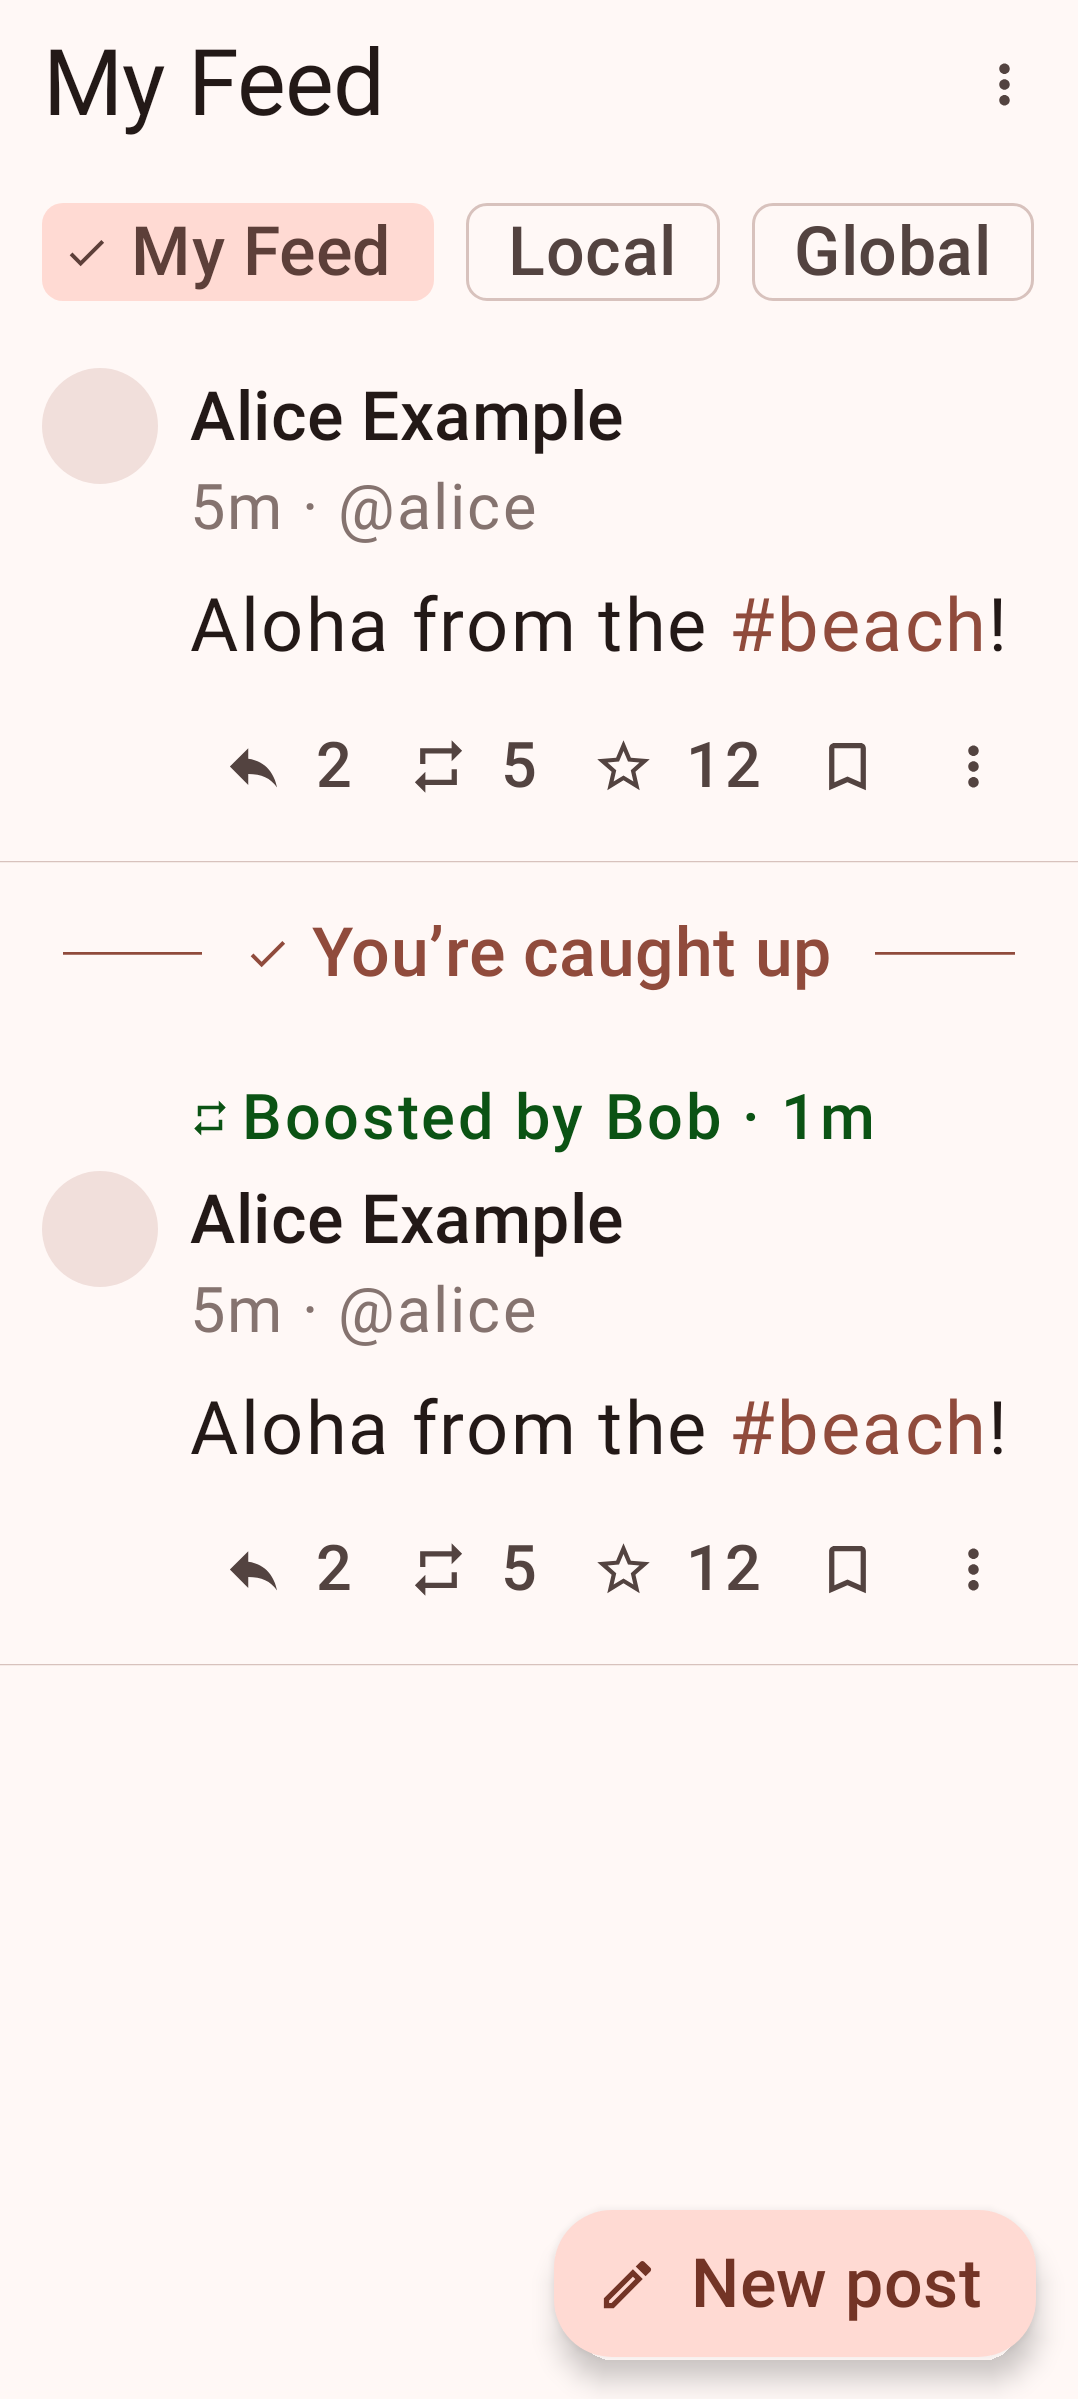 My Feed
My Feed
Local
Global
Alice Example
5m · @alice
Aloha from the #beach!
2 5 12
You’re caught up
Boosted by Bob · 1m
Alice Example
5m · @alice
Aloha from the #beach!
2 5 12
New post